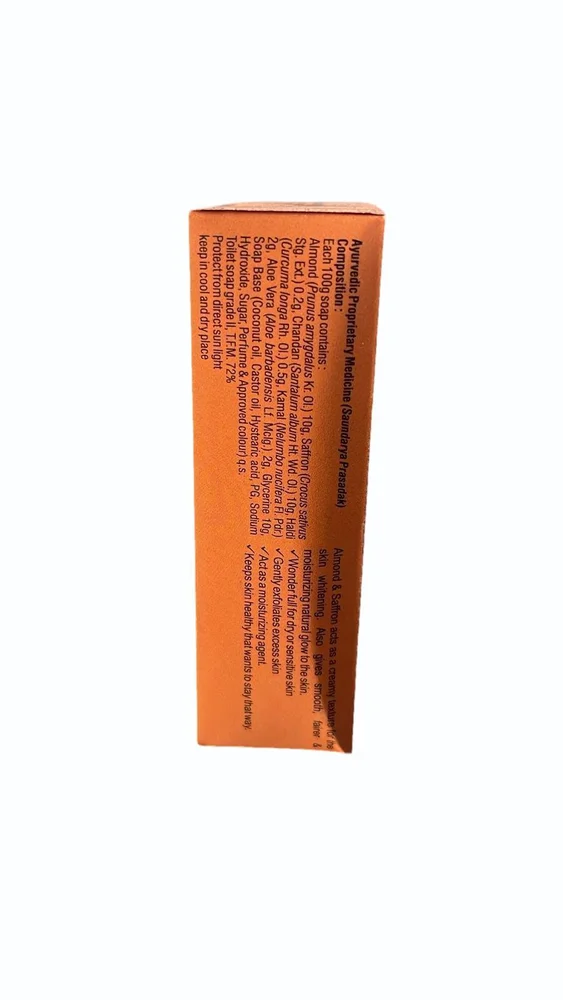 Ayurvedic Proprietary Medicine (Saundarya Prasadak)
Composition :
Each 100g soap contains :
Almond (Prunus amygdalus Kr. Ol.) 10g, Saffron (Crocus sativus
Stg. Ext.) 0.2g, Chandan (Santalum album Ht. Wd. Ol.) 10g, Haldi
(Curcuma longa Rh. Ol.) 0.5g, Kamal (Nelumbo nucifera Fl. Pdr.)
2g, Aloe Vera (Aloe barbadensis Lf. Mclg.) 2g, Glycerine 10g,
Soap Base (Coconut oil, Castor oil, Hystearic acid, PG, Sodium
Hydroxide, Sugar, Perfume & Approved colour) q.s.
Toilet soap grade II, T.F.M. 72%
Protect from direct sun light
keep in cool and dry place
Almond & Saffron acts as a creamy texture for the
skin whitening. Also gives smooth, fairer &
moisturizing natural glow to the skin.
✓Wonderfull for dry or sensitive skin
✓Gently exfoliates excess skin
✓Act as a moisturizing agent.
✓Keeps skin healthy that wants to stay that way.